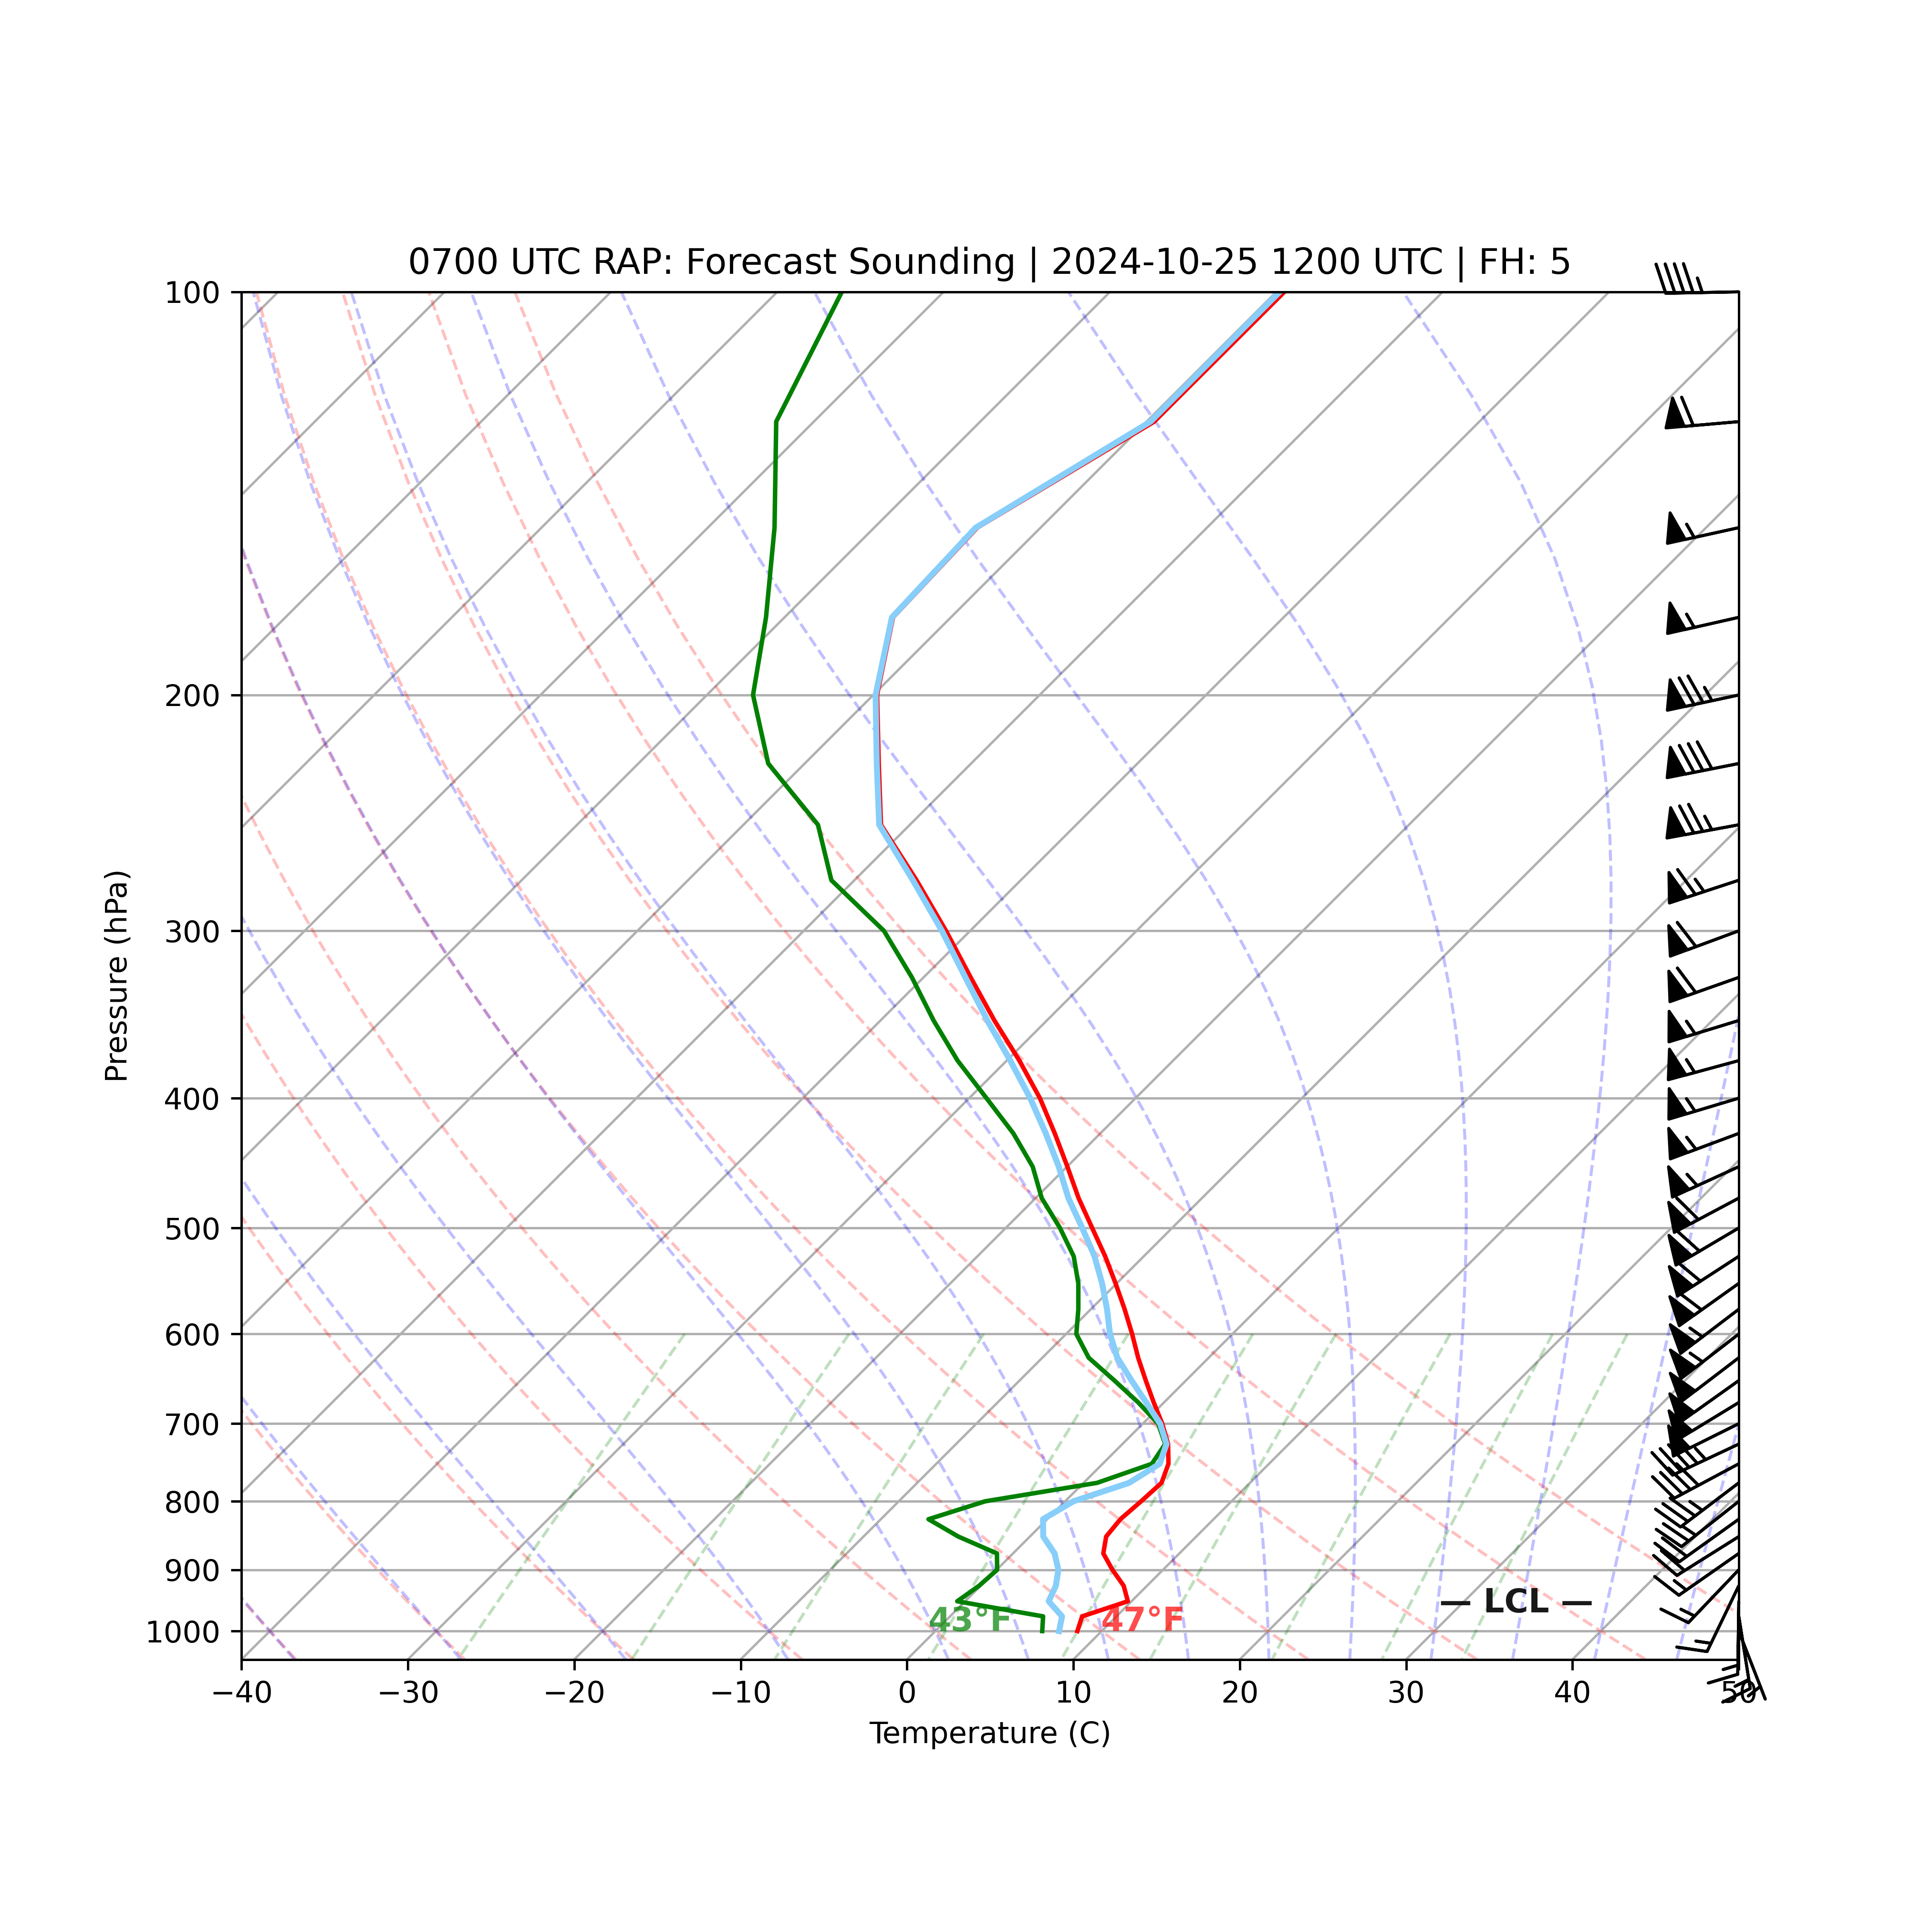 0700 UTC RAP: Forecast Sounding | 2024-10-25 1200 UTC | FH: 5
100
200
300
400
500
600
700
800
900
1000
Pressure (hPa)
43°F
47°F
— LCL —
−40 −30 −20 −10 0 10 20 30 40 50
Temperature (C)